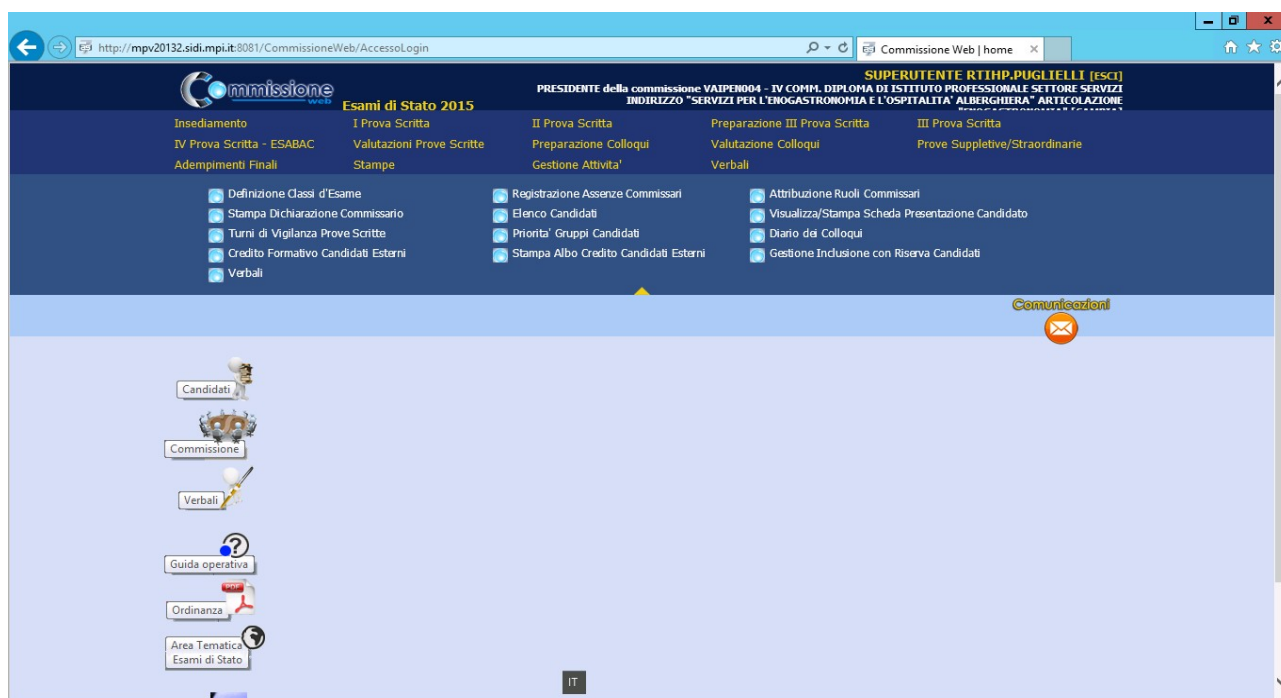 http://mpv20132.sidi.mpi.it:8081/CommissioneWeb/AccessoLogin
Commissione Web | home
SUPERUTENTE RTIHP.PUGLIELLI [ESCI]
Commissione
web
Esami di Stato 2015
PRESIDENTE della commissione VAIPEN004 - IV COMM. DIPLOMA DI ISTITUTO PROFESSIONALE SETTORE SERVIZI
INDIRIZZO "SERVIZI PER L'ENOGASTRONOMIA E L'OSPITALITA' ALBERGHIERA" ARTICOLAZIONE
"ENOGASTRONOMIA" [CAMBIA]
Insediamento I Prova Scritta II Prova Scritta Preparazione III Prova Scritta III Prova Scritta
IV Prova Scritta - ESABAC Valutazioni Prove Scritte Preparazione Colloqui Valutazione Colloqui Prove Suppletive/Straordinarie
Adempimenti Finali Stampe Gestione Attivita' Verbali
Definizione Classi d'Esame Registrazione Assenze Commissari Attribuzione Ruoli Commissari
Stampa Dichiarazione Commissario Elenco Candidati Visualizza/Stampa Scheda Presentazione Candidato
Turni di Vigilanza Prove Scritte Priorita' Gruppi Candidati Diario dei Colloqui
Credito Formativo Candidati Esterni Stampa Albo Credito Candidati Esterni Gestione Inclusione con Riserva Candidati
Verbali
Comunicazioni
Candidati
Commissione
Verbali
Guida operativa
PDF
Ordinanza
Area Tematica
Esami di Stato
IT